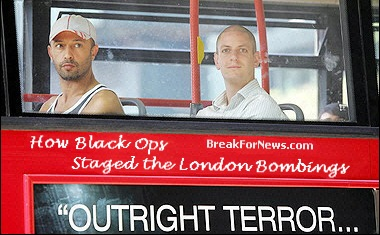 How Black Ops
BreakForNews.com
Staged the London Bombings
"OUTRIGHT TERROR...